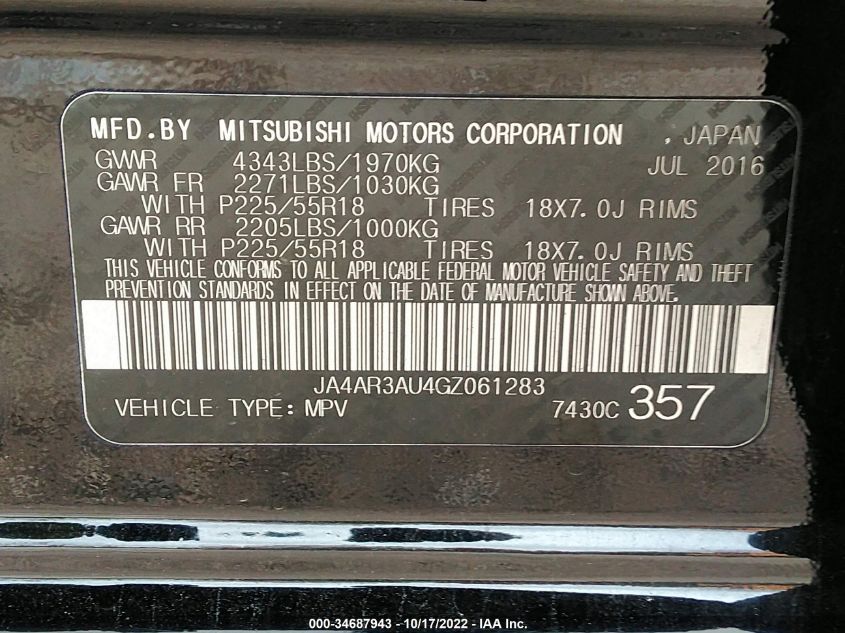 MFD.BY MITSUBISHI MOTORS CORPORATION , JAPAN
GVWR 4343LBS/1970KG JUL 2016
GAWR FR 2271LBS/1030KG
WITH P225/55R18 TIRES 18X7.0J RIMS
GAWR RR 2205LBS/1000KG
WITH P225/55R18 TIRES 18X7.0J RIMS
THIS VEHICLE CONFORMS TO ALL APPLICABLE FEDERAL MOTOR VEHICLE SAFETY AND THEFT
PREVENTION STANDARDS IN EFFECT ON THE DATE OF MANUFACTURE SHOWN ABOVE.
JA4AR3AU4GZ061283
VEHICLE TYPE: MPV 7430C 357
000-34687943 - 10/17/2022 - IAA Inc.